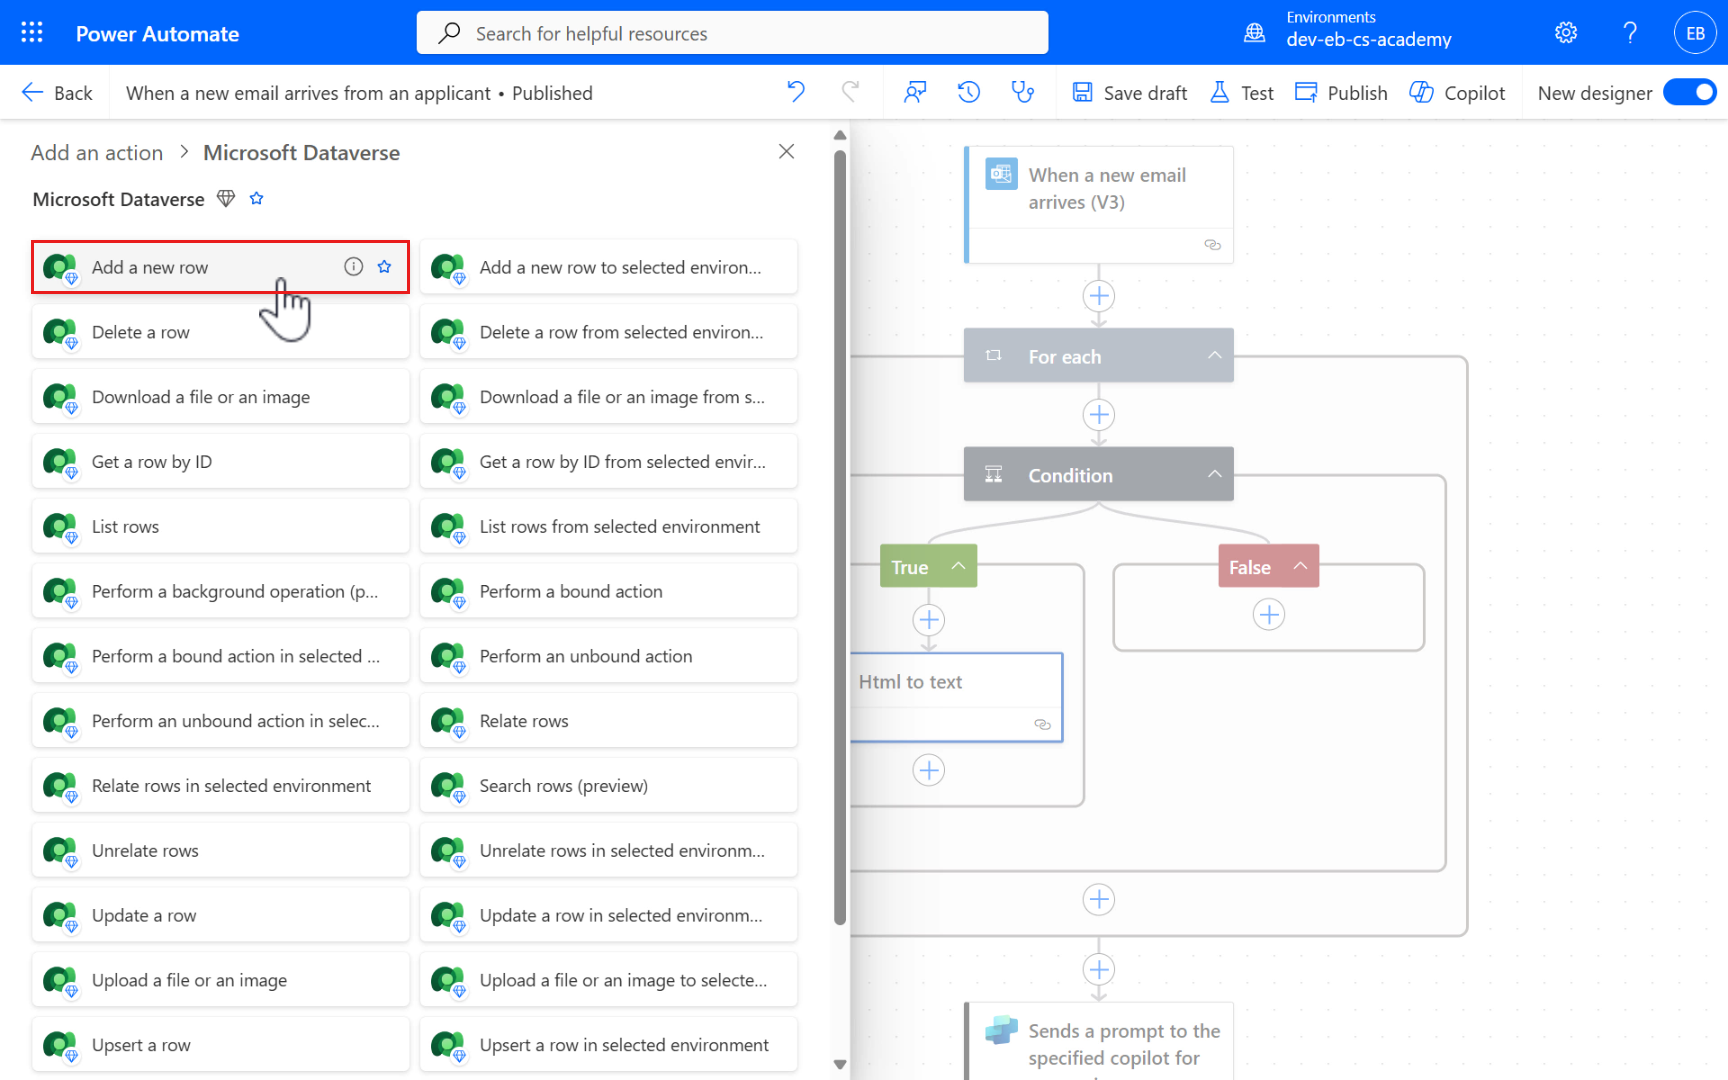 Power Automate
Search for helpful resources
Environments
dev-eb-cs-academy
EB
Back
When a new email arrives from an applicant • Published
Save draft
Test
Publish
Copilot
New designer
Add an action > Microsoft Dataverse
Microsoft Dataverse
Add a new row
Add a new row to selected environ...
Delete a row
Delete a row from selected environ...
Download a file or an image
Download a file or an image from s...
Get a row by ID
Get a row by ID from selected envir...
List rows
List rows from selected environment
Perform a background operation (p...
Perform a bound action
Perform a bound action in selected ...
Perform an unbound action
Perform an unbound action in selec...
Relate rows
Relate rows in selected environment
Search rows (preview)
Unrelate rows
Unrelate rows in selected environm...
Update a row
Update a row in selected environm...
Upload a file or an image
Upload a file or an image to selecte...
Upsert a row
Upsert a row in selected environment
When a new email
arrives (V3)
For each
Condition
True
False
Html to text
Sends a prompt to the
specified copilot for